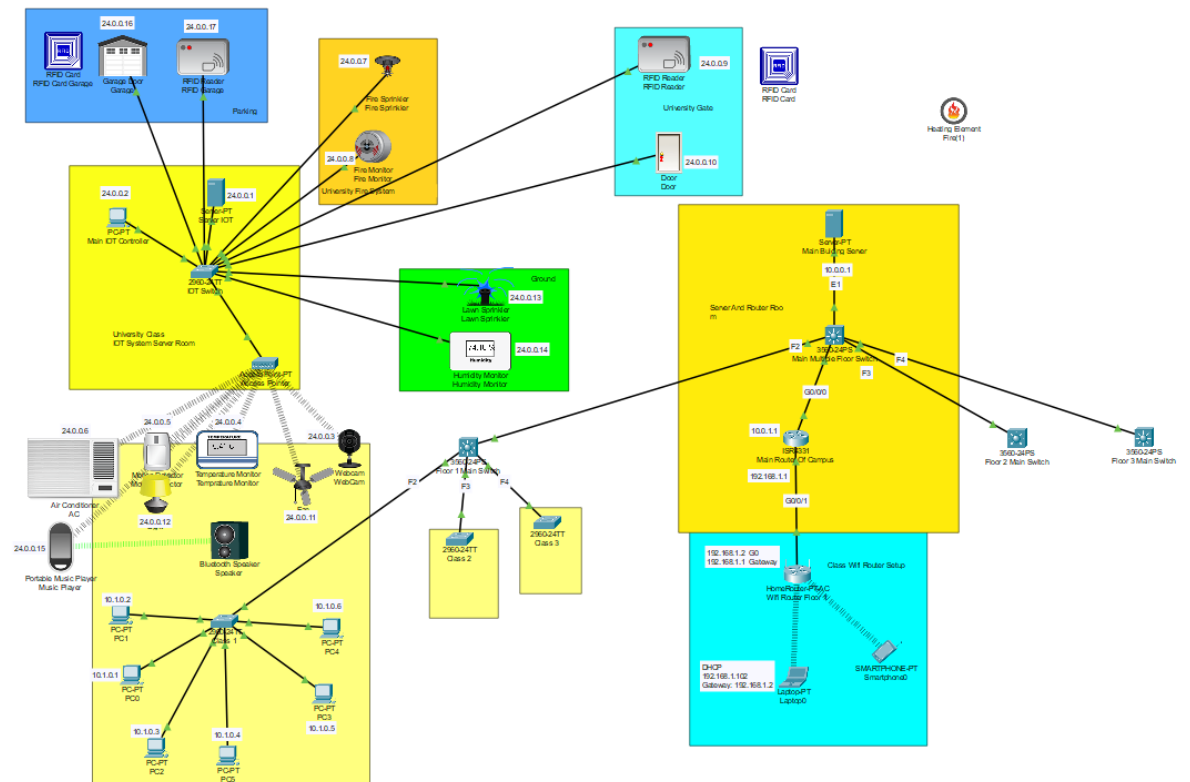 24.0.0.16
24.0.0.17
RFID Card
RFID Card Garage
Garage Door
Garage
RFID Reader
RFID Garage
Parking
24.0.0.7
Fire Sprinkler
Fire Sprinkler
24.0.0.8
Fire Monitor
Fire Monitor
University Fire System
24.0.0.9
RFID Reader
RFID Reader
University Gate
24.0.0.10
Door
Door
RFID Card
RFID Card
Heating Element
Fire(1)
24.0.0.2
PC-PT
Main IOT Controller
24.0.0.1
Server-PT
Server IOT
2960-24TT
IOT Switch
University Class
IOT System Server Room
Ground
24.0.0.13
Lawn Sprinkler
Lawn Sprinkler
24.0.0.14
Humidity
Humidity Monitor
Humidity Monitor
Server-PT
10.0.0.1
E1
Server And Router Roo
m
3560-24PS
Main Multiple Floor Switch
F2
F4
F3
G0/0/0
10.0.1.1
Main Router Of Campus
192.168.1.1
G0/0/1
3560-24PS
Floor 2 Main Switch
3560-24PS
Floor 3 Main Switch
192.168.1.2 G0
192.168.1.1 Gateway
Class Wifi Router Setup
HomeRouter-PT-AC
DHCP
192.168.1.102
Gateway: 192.168.1.2
Laptop-PT
Laptop0
SMARTPHONE-PT
Smartphone0
24.0.0.6
24.0.0.5
24.0.0.4
24.0.0.3
Air Conditioner
AC
TEMPERATURE
Temperature Monitor
Temprature Monitor
Webcam
WebCam
24.0.0.12
24.0.0.11
24.0.0.15
Portable Music Player
Music Player
Bluetooth Speaker
Speaker
3560-24PS
Floor 1 Main Switch
F2
F3
F4
2960-24TT
Class 2
2960-24TT
Class 3
2960-24TT
Class 1
10.1.0.2
PC-PT
PC1
10.1.0.6
PC-PT
PC4
10.1.0.1
PC-PT
PC0
PC-PT
PC3
10.1.0.5
10.1.0.3
PC-PT
PC2
10.1.0.4
PC-PT
PC5